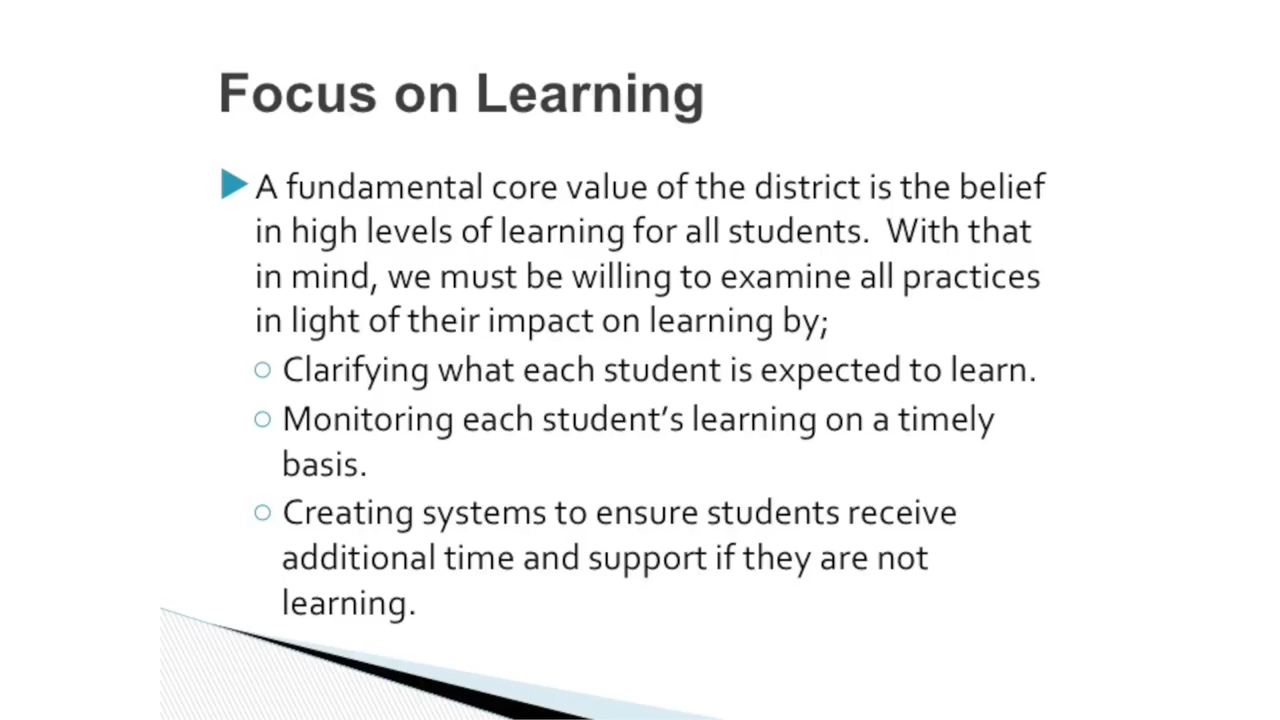 Focus on Learning
A fundamental core value of the district is the belief
in high levels of learning for all students.  With that
in mind, we must be willing to examine all practices
in light of their impact on learning by;
Clarifying what each student is expected to learn.
Monitoring each student’s learning on a timely
basis.
Creating systems to ensure students receive
additional time and support if they are not
learning.